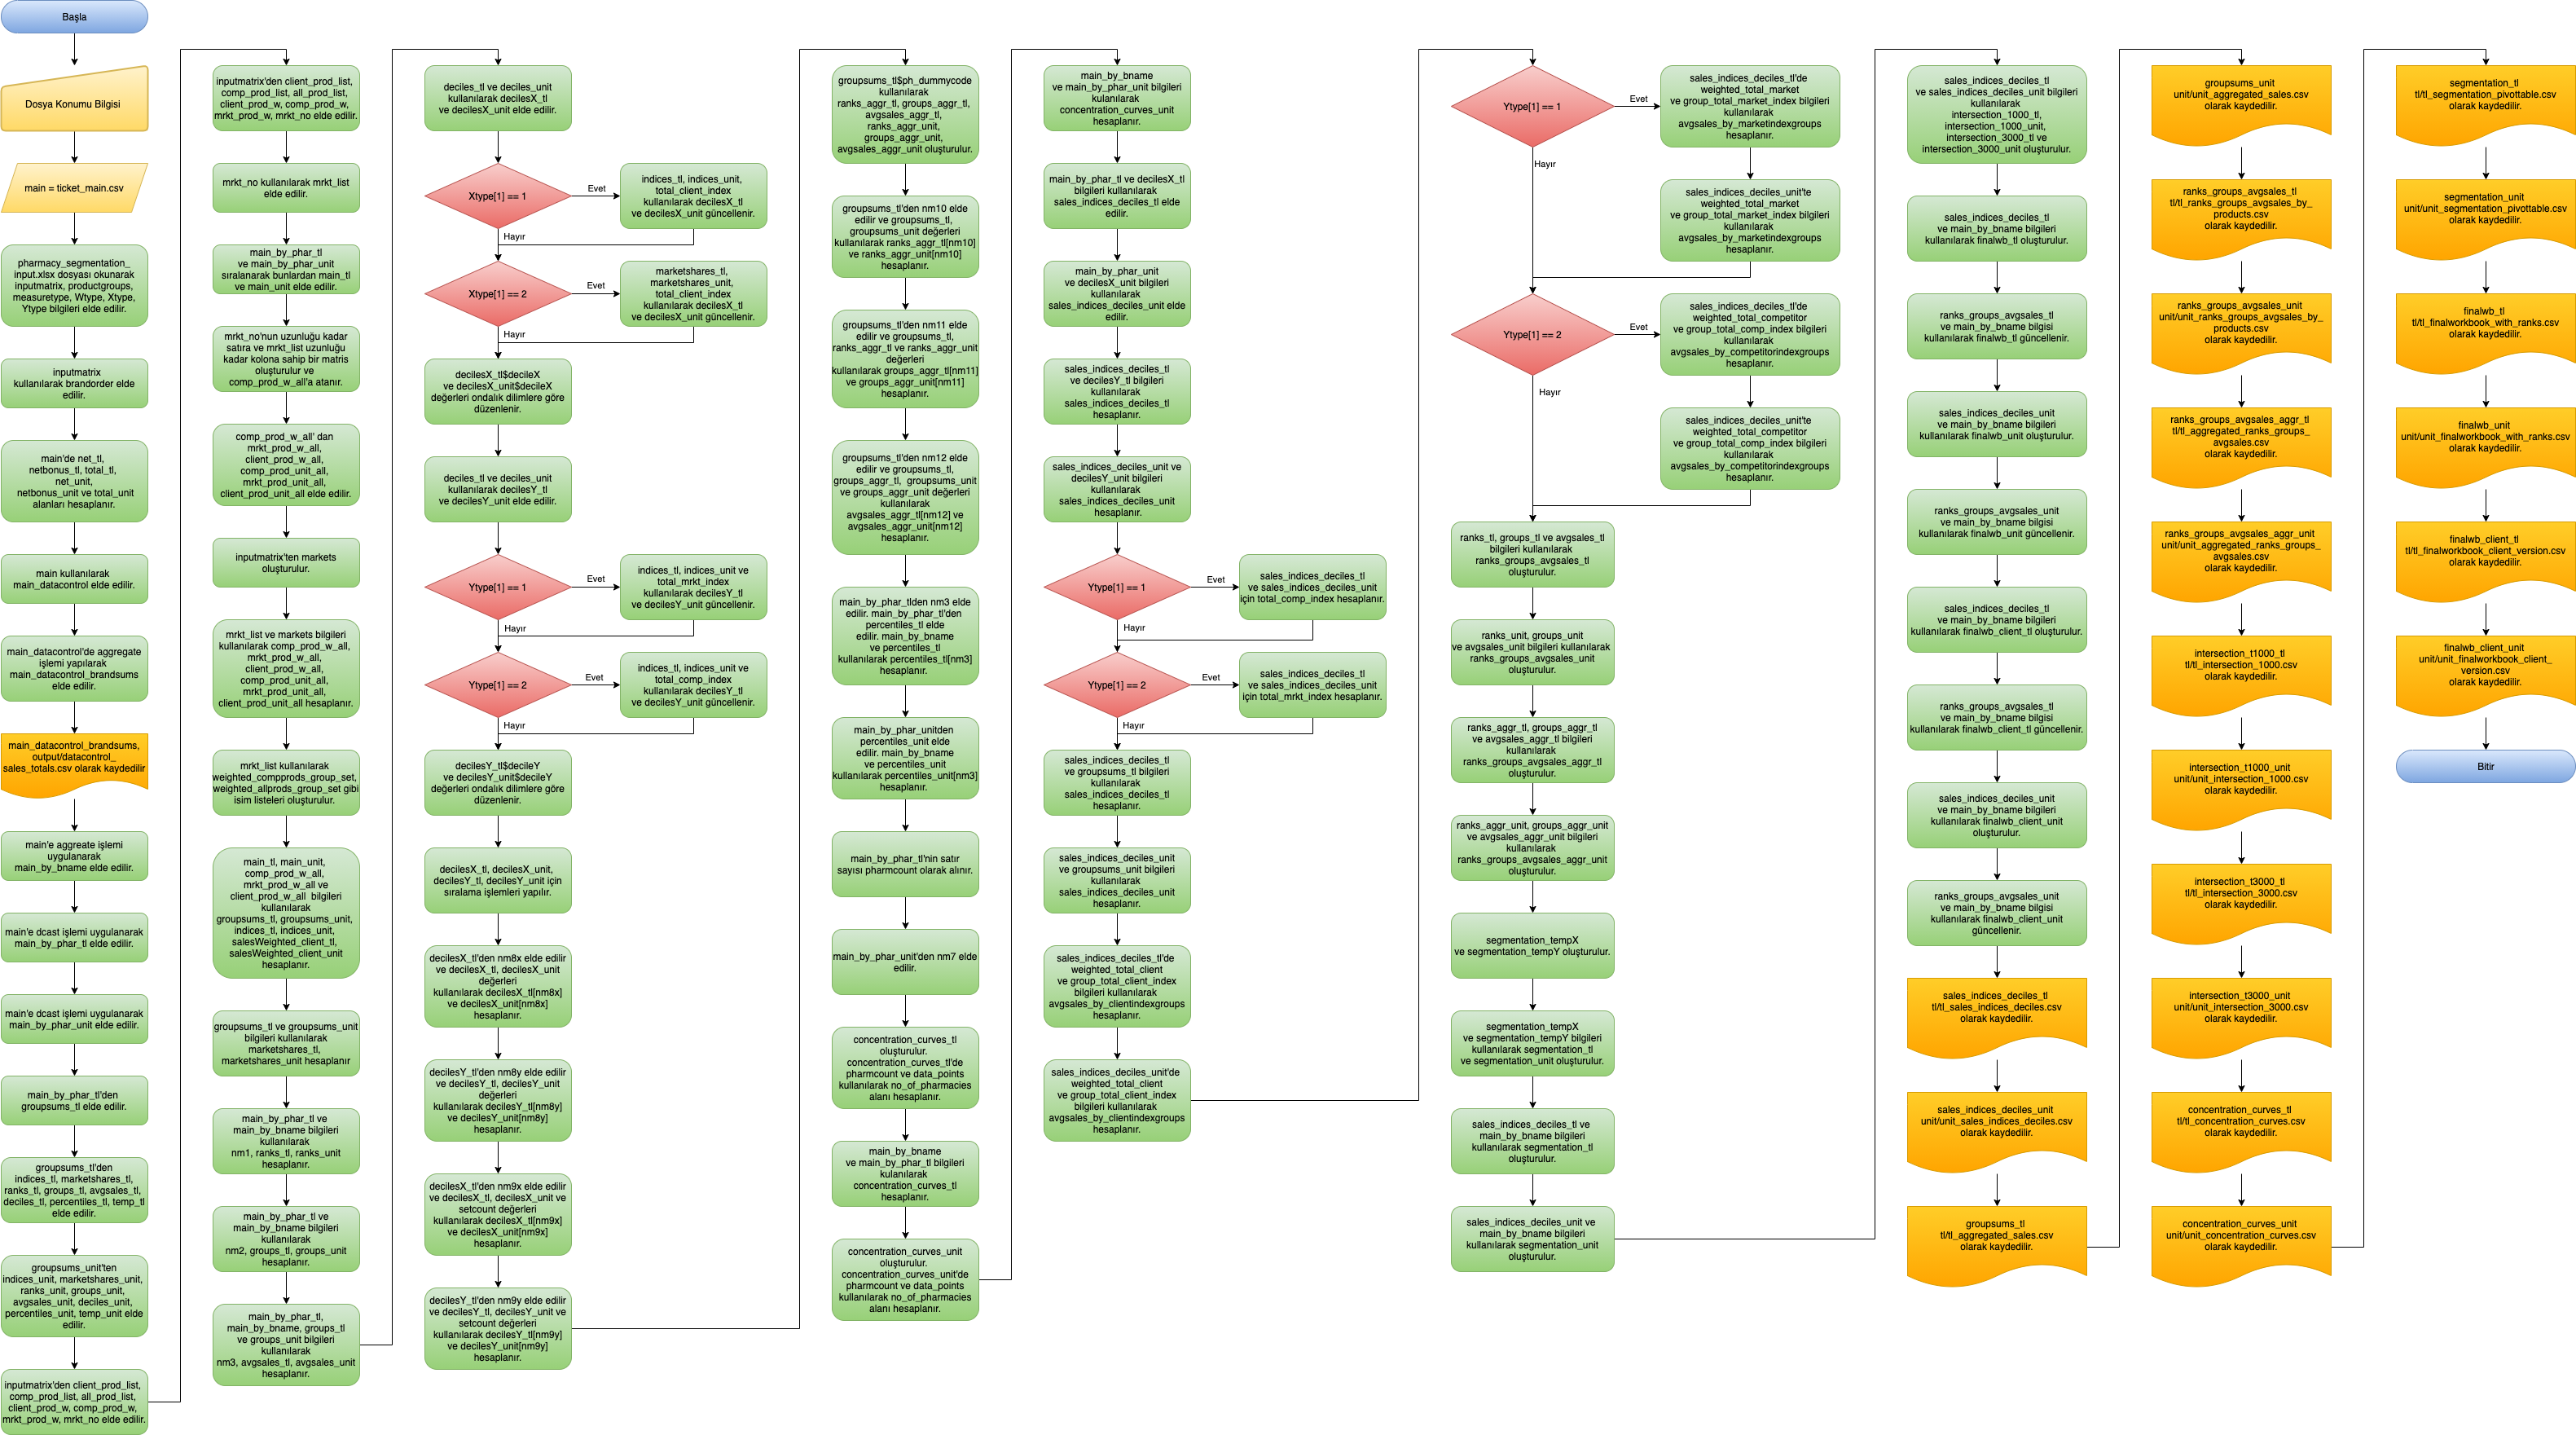 Başla
Dosya Konumu Bilgisi
main = ticket_main.csv
pharmacy_segmentation_
input.xlsx dosyası okunarak
inputmatrix, productgroups,
measuretype, Wtype, Xtype,
Ytype bilgileri elde edilir.
inputmatrix
kullanılarak brandorder elde
edilir.
main'de net_tl,
netbonus_tl, total_tl,
net_unit,
netbonus_unit ve total_unit
alanları hesaplanır.
main kullanılarak
main_datacontrol elde edilir.
main_datacontrol'de aggregate
işlemi yapılarak
main_datacontrol_brandsums
elde edilir.
main_datacontrol_brandsums,
output/datacontrol_
sales_totals.csv olarak kaydedilir
main'e aggreate işlemi
uygulanarak
main_by_bname elde edilir.
main'e dcast işlemi uygulanarak
main_by_phar_tl elde edilir.
main'e dcast işlemi uygulanarak
main_by_phar_unit elde edilir.
main_by_phar_tl'den
groupsums_tl elde edilir.
groupsums_tl'den
indices_tl, marketshares_tl,
ranks_tl, groups_tl, avgsales_tl,
deciles_tl, percentiles_tl, temp_tl
elde edilir.
groupsums_unit'ten
indices_unit, marketshares_unit,
ranks_unit, groups_unit,
avgsales_unit, deciles_unit,
percentiles_unit, temp_unit elde
edilir.
inputmatrix'den client_prod_list,
comp_prod_list, all_prod_list,
client_prod_w, comp_prod_w,
mrkt_prod_w, mrkt_no elde edilir.
inputmatrix'den client_prod_list,
comp_prod_list, all_prod_list,
client_prod_w, comp_prod_w,
mrkt_prod_w, mrkt_no elde edilir.
mrkt_no kullanılarak mrkt_list
elde edilir.
main_by_phar_tl
ve main_by_phar_unit
sıralanarak bunlardan main_tl
ve main_unit elde edilir.
mrkt_no'nun uzunluğu kadar
satıra ve mrkt_list uzunluğu
kadar kolona sahip bir matris
oluşturulur ve
comp_prod_w_all'a atanır.
comp_prod_w_all' dan
mrkt_prod_w_all,
client_prod_w_all,
comp_prod_unit_all,
mrkt_prod_unit_all,
client_prod_unit_all elde edilir.
inputmatrix'ten markets
oluşturulur.
mrkt_list ve markets bilgileri
kullanılarak comp_prod_w_all,
mrkt_prod_w_all,
client_prod_w_all,
comp_prod_unit_all,
mrkt_prod_unit_all,
client_prod_unit_all hesaplanır.
mrkt_list kullanılarak
weighted_compprods_group_set,
weighted_allprods_group_set gibi
isim listeleri oluşturulur.
main_tl, main_unit,
comp_prod_w_all,
mrkt_prod_w_all ve
client_prod_w_all  bilgileri
kullanılarak
groupsums_tl, groupsums_unit,
indices_tl, indices_unit,
salesWeighted_client_tl,
salesWeighted_client_unit
hesaplanır.
groupsums_tl ve groupsums_unit
bilgileri kullanılarak
marketshares_tl,
marketshares_unit hesaplanır
main_by_phar_tl ve
main_by_bname bilgileri
kullanılarak
nm1, ranks_tl, ranks_unit
hesaplanır.
main_by_phar_tl ve
main_by_bname bilgileri
kullanılarak
nm2, groups_tl, groups_unit
hesaplanır.
main_by_phar_tl,
main_by_bname, groups_tl
ve groups_unit bilgileri
kullanılarak
nm3, avgsales_tl, avgsales_unit
hesaplanır.
deciles_tl ve deciles_unit
kullanılarak decilesX_tl
ve decilesX_unit elde edilir.
Xtype[1] == 1
Evet
indices_tl, indices_unit,
total_client_index
kullanılarak decilesX_tl
ve decilesX_unit güncellenir.
Hayır
Xtype[1] == 2
Evet
marketshares_tl,
marketshares_unit,
total_client_index
kullanılarak decilesX_tl
ve decilesX_unit güncellenir.
Hayır
decilesX_tl$decileX
ve decilesX_unit$decileX
değerleri ondalık dilimlere göre
düzenlenir.
deciles_tl ve deciles_unit
kullanılarak decilesY_tl
ve decilesY_unit elde edilir.
Ytype[1] == 1
Evet
indices_tl, indices_unit ve
total_mrkt_index
kullanılarak decilesY_tl
ve decilesY_unit güncellenir.
Hayır
Ytype[1] == 2
Evet
indices_tl, indices_unit ve
total_comp_index
kullanılarak decilesY_tl
ve decilesY_unit güncellenir.
Hayır
decilesY_tl$decileY
ve decilesY_unit$decileY
değerleri ondalık dilimlere göre
düzenlenir.
decilesX_tl, decilesX_unit,
decilesY_tl, decilesY_unit için
sıralama işlemleri yapılır.
decilesX_tl'den nm8x elde edilir
ve decilesX_tl, decilesX_unit
değerleri
kullanılarak decilesX_tl[nm8x]
ve decilesX_unit[nm8x]
hesaplanır.
decilesY_tl'den nm8y elde edilir
ve decilesY_tl, decilesY_unit
değerleri
kullanılarak decilesY_tl[nm8y]
ve decilesY_unit[nm8y]
hesaplanır.
decilesX_tl'den nm9x elde edilir
ve decilesX_tl, decilesX_unit ve
setcount değerleri
kullanılarak decilesX_tl[nm9x]
ve decilesX_unit[nm9x]
hesaplanır.
decilesY_tl'den nm9y elde edilir
ve decilesY_tl, decilesY_unit ve
setcount değerleri
kullanılarak decilesY_tl[nm9y]
ve decilesY_unit[nm9y]
hesaplanır.
groupsums_tl$ph_dummycode
kullanılarak
ranks_aggr_tl, groups_aggr_tl,
avgsales_aggr_tl,
ranks_aggr_unit,
groups_aggr_unit,
avgsales_aggr_unit oluşturulur.
groupsums_tl'den nm10 elde
edilir ve groupsums_tl,
groupsums_unit değerleri
kullanılarak ranks_aggr_tl[nm10]
ve ranks_aggr_unit[nm10]
hesaplanır.
groupsums_tl'den nm11 elde
edilir ve groupsums_tl,
ranks_aggr_tl ve ranks_aggr_unit
değerleri
kullanılarak groups_aggr_tl[nm11]
ve groups_aggr_unit[nm11]
hesaplanır.
groupsums_tl'den nm12 elde
edilir ve groupsums_tl,
groups_aggr_tl,  groupsums_unit
ve groups_aggr_unit değerleri
kullanılarak
avgsales_aggr_tl[nm12] ve
avgsales_aggr_unit[nm12]
hesaplanır.
main_by_phar_tlden nm3 elde
edilir. main_by_phar_tl'den
percentiles_tl elde
edilir. main_by_bname
ve percentiles_tl
kullanılarak percentiles_tl[nm3]
hesaplanır.
main_by_phar_unitden
percentiles_unit elde
edilir. main_by_bname
ve percentiles_unit
kullanılarak percentiles_unit[nm3]
hesaplanır.
main_by_phar_tl'nin satır
sayısı pharmcount olarak alınır.
main_by_phar_unit'den nm7 elde
edilir.
concentration_curves_tl
oluşturulur.
concentration_curves_tl'de
pharmcount ve data_points
kullanılarak no_of_pharmacies
alanı hesaplanır.
main_by_bname
ve main_by_phar_tl bilgileri
kulanılarak
concentration_curves_tl
hesaplanır.
concentration_curves_unit
oluşturulur.
concentration_curves_unit'de
pharmcount ve data_points
kullanılarak no_of_pharmacies
alanı hesaplanır.
main_by_bname
ve main_by_phar_unit bilgileri
kulanılarak
concentration_curves_unit
hesaplanır.
main_by_phar_tl ve decilesX_tl
bilgileri kullanılarak
sales_indices_deciles_tl elde
edilir.
main_by_phar_unit
ve decilesX_unit bilgileri
kullanılarak
sales_indices_deciles_unit elde
edilir.
sales_indices_deciles_tl
ve decilesY_tl bilgileri
kullanılarak
sales_indices_deciles_tl
hesaplanır.
sales_indices_deciles_unit ve
decilesY_unit bilgileri
kullanılarak
sales_indices_deciles_unit
hesaplanır.
Ytype[1] == 1
Evet
sales_indices_deciles_tl
ve sales_indices_deciles_unit
için total_comp_index hesaplanır.
Hayır
Ytype[1] == 2
Evet
sales_indices_deciles_tl
ve sales_indices_deciles_unit
için total_mrkt_index hesaplanır.
Hayır
sales_indices_deciles_tl
ve groupsums_tl bilgileri
kullanılarak
sales_indices_deciles_tl
hesaplanır.
sales_indices_deciles_unit
ve groupsums_unit bilgileri
kullanılarak
sales_indices_deciles_unit
hesaplanır.
sales_indices_deciles_tl'de
weighted_total_client
ve group_total_client_index
bilgileri kullanılarak
avgsales_by_clientindexgroups
hesaplanır.
sales_indices_deciles_unit'de
weighted_total_client
ve group_total_client_index
bilgileri kullanılarak
avgsales_by_clientindexgroups
hesaplanır.
Ytype[1] == 1
Evet
sales_indices_deciles_tl'de
weighted_total_market
ve group_total_market_index bilgileri
kullanılarak
avgsales_by_marketindexgroups
hesaplanır.
Hayır
sales_indices_deciles_unit'te
weighted_total_market
ve group_total_market_index bilgileri
kullanılarak
avgsales_by_marketindexgroups
hesaplanır.
Ytype[1] == 2
Evet
sales_indices_deciles_tl'de
weighted_total_competitor
ve group_total_comp_index bilgileri
kullanılarak
avgsales_by_competitorindexgroups
hesaplanır.
Hayır
sales_indices_deciles_unit'te
weighted_total_competitor
ve group_total_comp_index bilgileri
kullanılarak
avgsales_by_competitorindexgroups
hesaplanır.
ranks_tl, groups_tl ve avgsales_tl
bilgileri kullanılarak
ranks_groups_avgsales_tl
oluşturulur.
ranks_unit, groups_unit
ve avgsales_unit bilgileri kullanılarak
ranks_groups_avgsales_unit
oluşturulur.
ranks_aggr_tl, groups_aggr_tl
ve avgsales_aggr_tl bilgileri
kullanılarak
ranks_groups_avgsales_aggr_tl
oluşturulur.
ranks_aggr_unit, groups_aggr_unit
ve avgsales_aggr_unit bilgileri
kullanılarak
ranks_groups_avgsales_aggr_unit
oluşturulur.
segmentation_tempX
ve segmentation_tempY oluşturulur.
segmentation_tempX
ve segmentation_tempY bilgileri
kullanılarak segmentation_tl
ve segmentation_unit oluşturulur.
sales_indices_deciles_tl ve
main_by_bname bilgileri
kullanılarak segmentation_tl
oluşturulur.
sales_indices_deciles_unit ve
main_by_bname bilgileri
kullanılarak segmentation_unit
oluşturulur.
sales_indices_deciles_tl
ve sales_indices_deciles_unit bilgileri
kullanılarak
intersection_1000_tl,
intersection_1000_unit,
intersection_3000_tl ve
intersection_3000_unit oluşturulur.
sales_indices_deciles_tl
ve main_by_bname bilgileri
kullanılarak finalwb_tl oluşturulur.
ranks_groups_avgsales_tl
ve main_by_bname bilgisi
kullanılarak finalwb_tl güncellenir.
sales_indices_deciles_unit
ve main_by_bname bilgileri
kullanılarak finalwb_unit oluşturulur.
ranks_groups_avgsales_unit
ve main_by_bname bilgisi
kullanılarak finalwb_unit güncellenir.
sales_indices_deciles_tl
ve main_by_bname bilgileri
kullanılarak finalwb_client_tl oluşturulur.
ranks_groups_avgsales_tl
ve main_by_bname bilgisi
kullanılarak finalwb_client_tl güncellenir.
sales_indices_deciles_unit
ve main_by_bname bilgileri
kullanılarak finalwb_client_unit
oluşturulur.
ranks_groups_avgsales_unit
ve main_by_bname bilgisi
kullanılarak finalwb_client_unit
güncellenir.
sales_indices_deciles_tl
tl/tl_sales_indices_deciles.csv
olarak kaydedilir.
sales_indices_deciles_unit
unit/unit_sales_indices_deciles.csv
olarak kaydedilir.
groupsums_tl
tl/tl_aggregated_sales.csv
olarak kaydedilir.
groupsums_unit
unit/unit_aggregated_sales.csv
olarak kaydedilir.
ranks_groups_avgsales_tl
tl/tl_ranks_groups_avgsales_by_
products.csv
olarak kaydedilir.
ranks_groups_avgsales_unit
unit/unit_ranks_groups_avgsales_by_
products.csv
olarak kaydedilir.
ranks_groups_avgsales_aggr_tl
tl/tl_aggregated_ranks_groups_
avgsales.csv
olarak kaydedilir.
ranks_groups_avgsales_aggr_unit
unit/unit_aggregated_ranks_groups_
avgsales.csv
olarak kaydedilir.
intersection_t1000_tl
tl/tl_intersection_1000.csv
olarak kaydedilir.
intersection_t1000_unit
unit/unit_intersection_1000.csv
olarak kaydedilir.
intersection_t3000_tl
tl/tl_intersection_3000.csv
olarak kaydedilir.
intersection_t3000_unit
unit/unit_intersection_3000.csv
olarak kaydedilir.
concentration_curves_tl
tl/tl_concentration_curves.csv
olarak kaydedilir.
concentration_curves_unit
unit/unit_concentration_curves.csv
olarak kaydedilir.
segmentation_tl
tl/tl_segmentation_pivottable.csv
olarak kaydedilir.
segmentation_unit
unit/unit_segmentation_pivottable.csv
olarak kaydedilir.
finalwb_tl
tl/tl_finalworkbook_with_ranks.csv
olarak kaydedilir.
finalwb_unit
unit/unit_finalworkbook_with_ranks.csv
olarak kaydedilir.
finalwb_client_tl
tl/tl_finalworkbook_client_version.csv
olarak kaydedilir.
finalwb_client_unit
unit/unit_finalworkbook_client_
version.csv
olarak kaydedilir.
Bitir